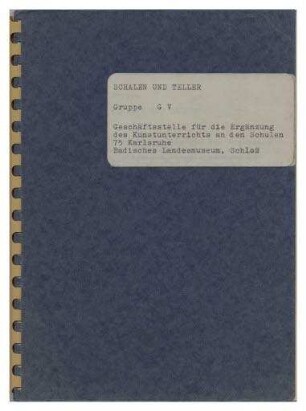 SCHALEN UND TELLER
Gruppe G V
Geschäftsstelle für die Ergänzung
des Kunstunterrichts an den Schulen
75 Karlsruhe
Badisches Landesmuseum, Schloß